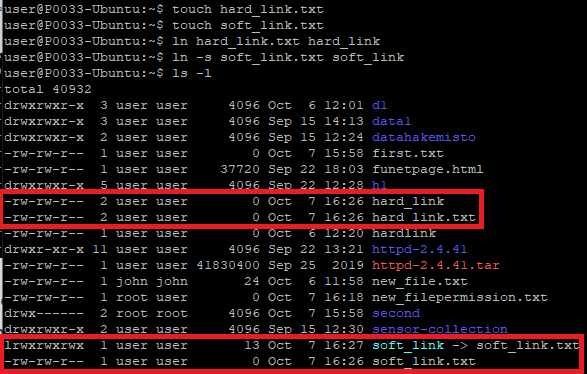 user@P0033-Ubuntu:~$ touch hard_link.txt
user@P0033-Ubuntu:~$ touch soft_link.txt
user@P0033-Ubuntu:~$ ln hard_link.txt hard_link
user@P0033-Ubuntu:~$ ln -s soft_link.txt soft_link
user@P0033-Ubuntu:~$ ls -l
total 40932
drwxrwxr-x 3 user user 4096 Oct 6 12:01 d1
drwxrwxr-x 3 user user 4096 Sep 15 14:13 data1
drwxrwxr-x 2 user user 4096 Sep 15 12:24 datahakemisto
-rw-rw-r-- 1 user user 0 Oct 7 15:58 first.txt
-rw-rw-r-- 1 user user 37720 Sep 22 18:03 funetpage.html
drwxrwxr-x 5 user user 4096 Sep 22 12:28 h1
-rw-rw-r-- 2 user user 0 Oct 7 16:26 hard_link
-rw-rw-r-- 2 user user 0 Oct 7 16:26 hard_link.txt
-rw-rw-r-- 1 user user 0 Oct 6 12:20 hardlink
drwxr-xr-x 11 user user 4096 Sep 22 13:21 httpd-2.4.41
-rw-rw-r-- 1 user user 41830400 Sep 25 2019 httpd-2.4.41.tar
-rw-rw-r-- 1 john john 24 Oct 6 11:58 new_file.txt
-rw-rw-r-- 1 root user 0 Oct 7 16:18 new_filepermission.txt
drwx------ 2 root root 4096 Oct 7 15:58 second
drwxrwxr-x 2 user user 4096 Sep 15 12:30 sensor-collection
lrwxrwxrwx 1 user user 13 Oct 7 16:27 soft_link -> soft_link.txt
-rw-rw-r-- 1 user user 0 Oct 7 16:26 soft_link.txt